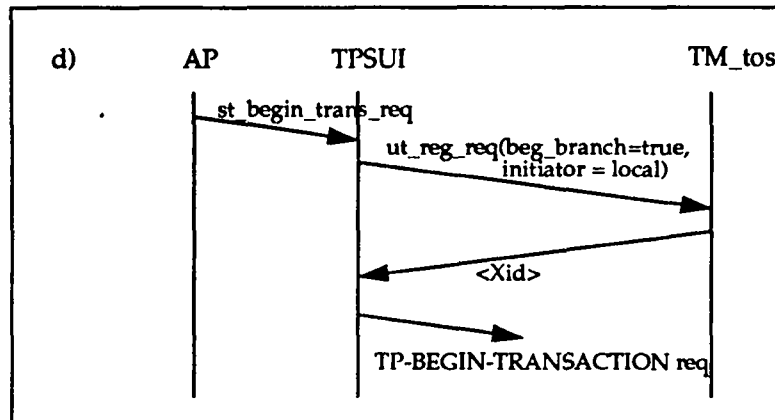 d) AP TPSUI TM_tos
st_begin_trans_req
ut_reg_req(beg_branch=true,
initiator = local)
<Xid>
TP-BEGIN-TRANSACTION req